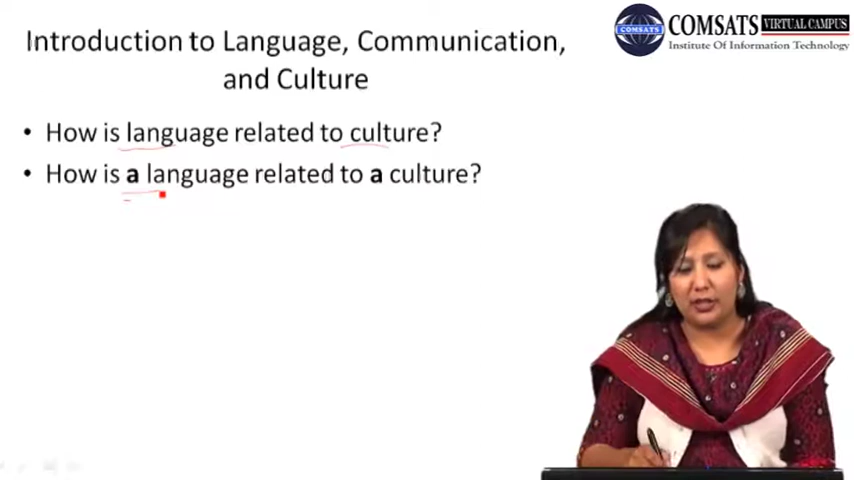 Introduction to Language, Communication,
and Culture
• How is language related to culture?
• How is a language related to a culture?
COMSATS
COMSATS VIRTUAL CAMPUS
Institute Of Information Technology